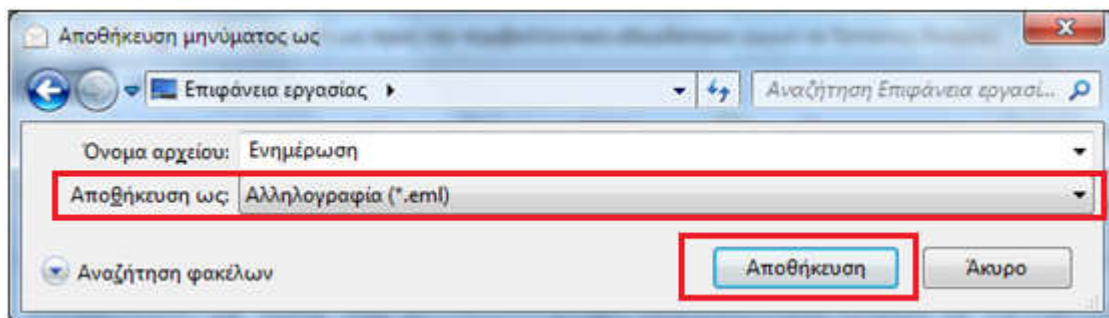 Αποθήκευση μηνύματος ως
Επιφάνεια εργασίας
Αναζήτηση Επιφάνεια εργασί...
Όνομα αρχείου: Ενημέρωση
Αποθήκευση ως: Αλληλογραφία (*.eml)
Αναζήτηση φακέλων
Αποθήκευση
Άκυρο